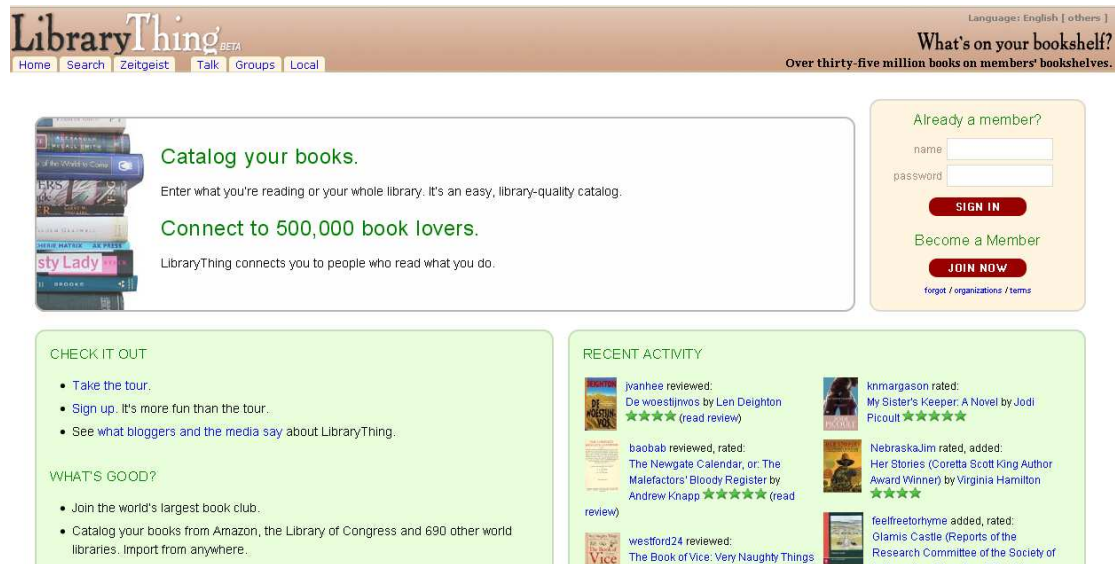 LibraryThing BETA
Language: English [ others ]
What's on your bookshelf?
Over thirty-five million books on members' bookshelves.
Home Search Zeitgeist Talk Groups Local
Catalog your books.
Enter what you're reading or your whole library. It's an easy, library-quality catalog.
Connect to 500,000 book lovers.
LibraryThing connects you to people who read what you do.
sty Lady
BROOKS
Already a member?
name
password
SIGN IN
Become a Member
JOIN NOW
forgot / organizations / terms
CHECK IT OUT
Take the tour.
Sign up. It's more fun than the tour.
See what bloggers and the media say about LibraryThing.
WHAT'S GOOD?
Join the world's largest book club.
Catalog your books from Amazon, the Library of Congress and 690 other world
libraries. Import from anywhere.
RECENT ACTIVITY
DEIGHTON
DE
WOESTIJN-
VOS
jvanhee reviewed:
De woestijnvos by Len Deighton
(read review)
baobab reviewed, rated:
The Newgate Calendar, or: The
Malefactors' Bloody Register by
Andrew Knapp (read
review)
Vice
westford24 reviewed:
The Book of Vice: Very Naughty Things
PICOULT
knmargason rated:
My Sister's Keeper: A Novel by Jodi
Picoult
NebraskaJim rated, added:
Her Stories (Coretta Scott King Author
Award Winner) by Virginia Hamilton
feelfreetorhyme added, rated:
Glamis Castle (Reports of the
Research Committee of the Society of